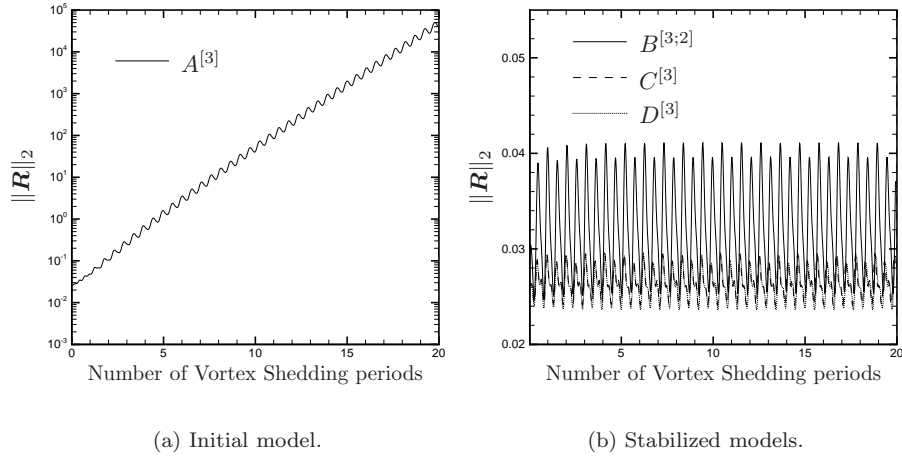 10^5
10^4
10^3
10^2
10^1
10^0
10^-1
10^-2
10^-3
||R||_2
A^[3]
0 5 10 15 20
Number of Vortex Shedding periods
(a) Initial model.
0.05
0.04
0.03
0.02
||R||_2
B^[3;2]
C^[3]
D^[3]
5 10 15 20
Number of Vortex Shedding periods
(b) Stabilized models.